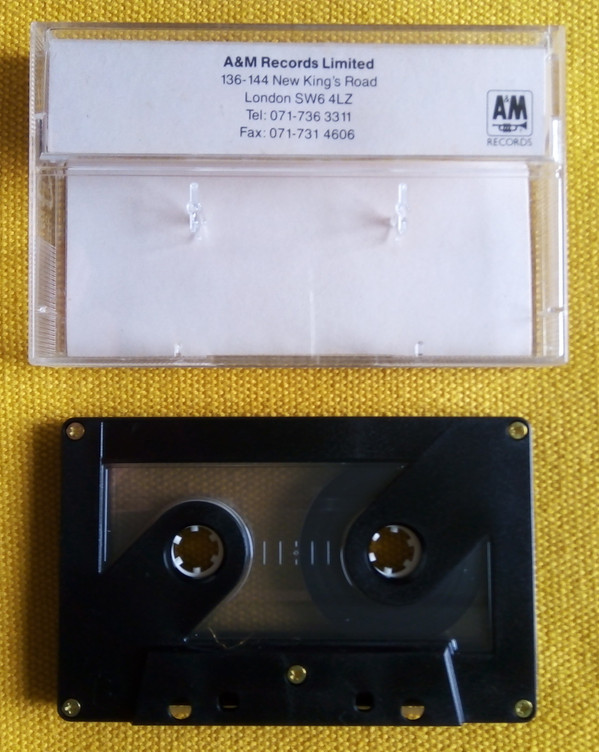 A&M Records Limited
136-144 New King's Road
London SW6 4LZ
Tel: 071-736 3311
Fax: 071-731 4606
A&M
RECORDS